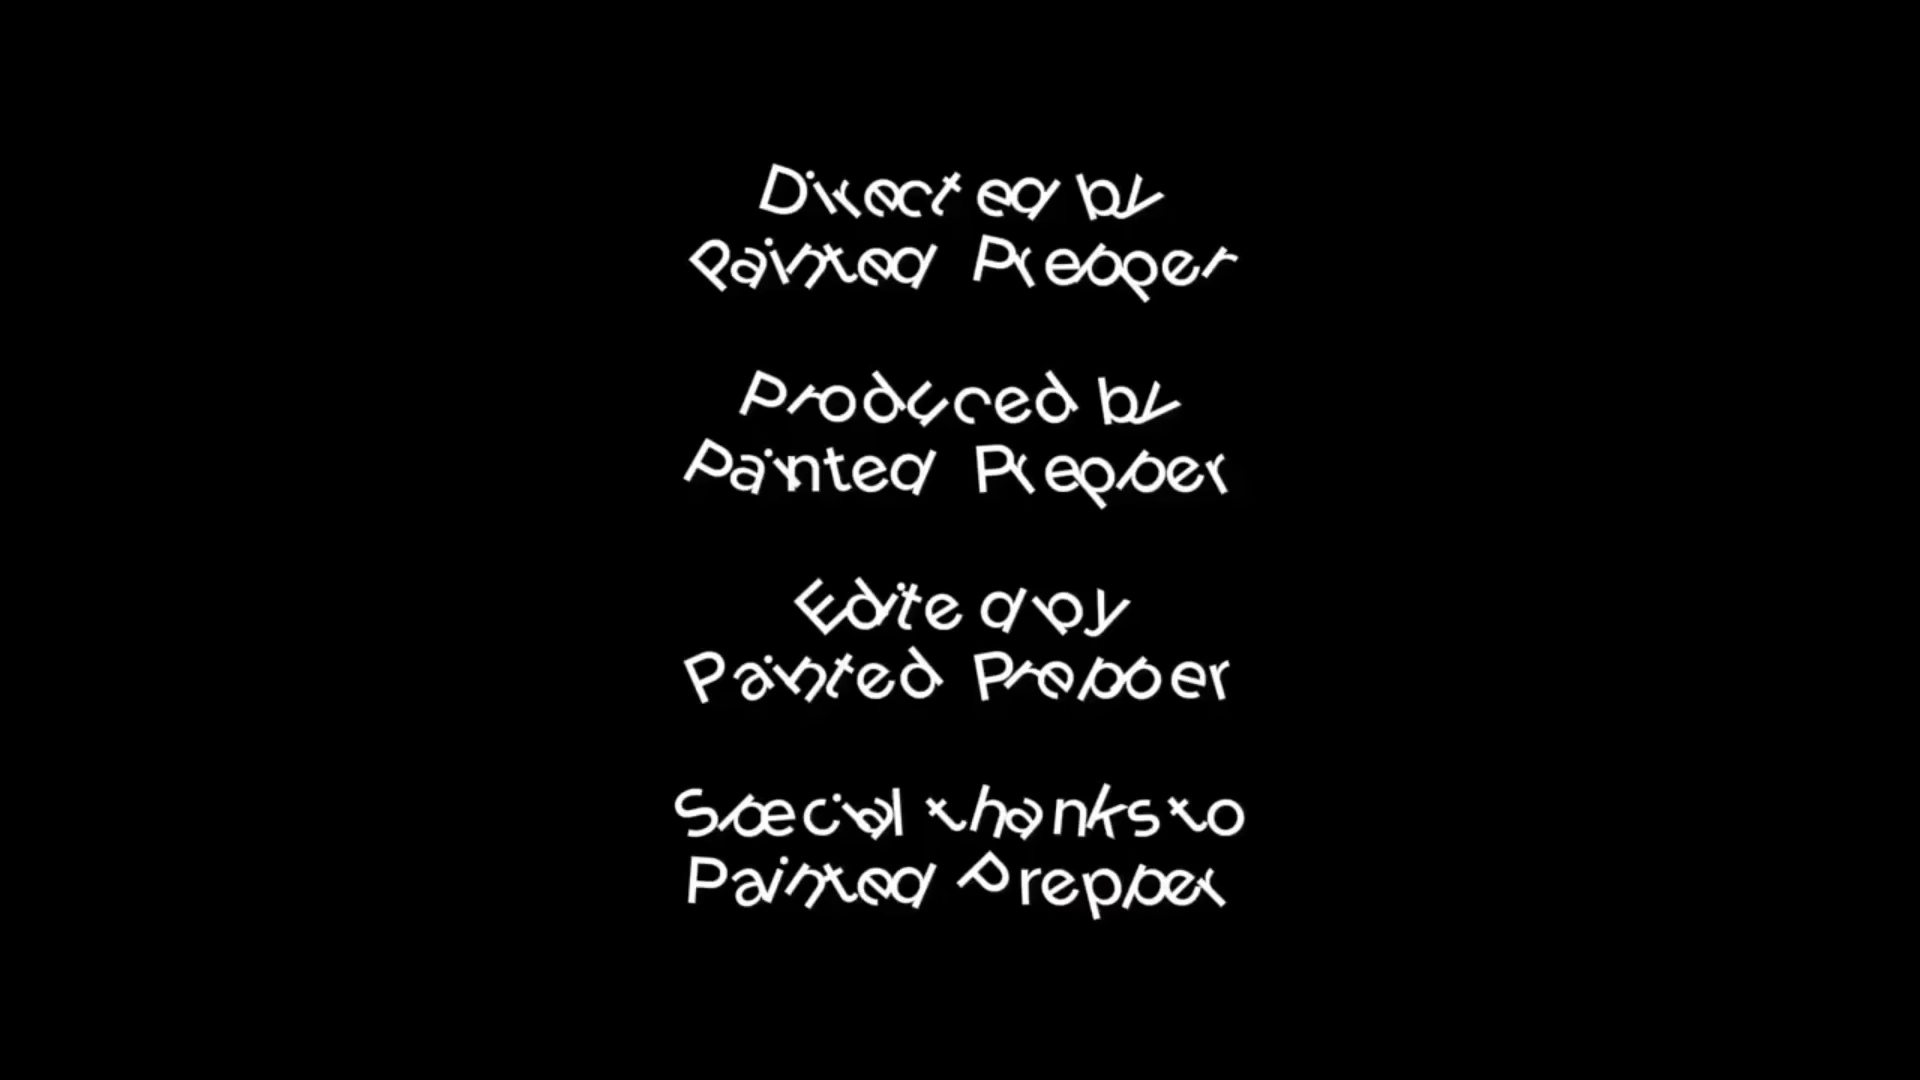 Directed by
Painted Prepper
Produced by
Painted Prepper
Edited by
Painted Prepper
Special thanks to
Painted Prepper